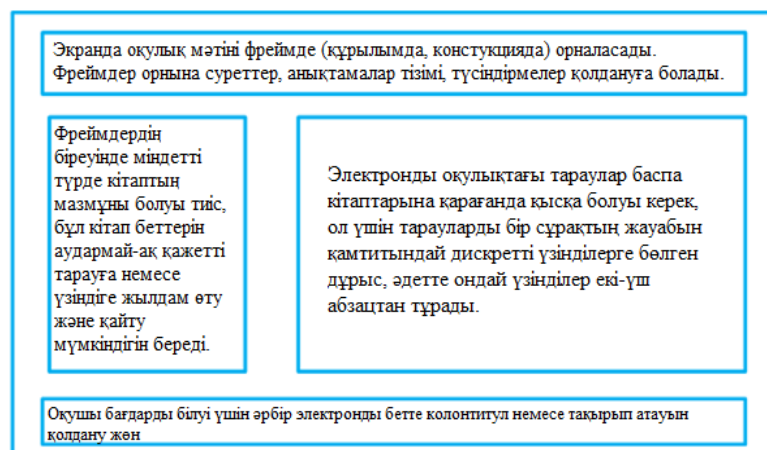 Экранда оқулық мәтіні фреймде (құрылымда, констукцияда) орналасады.
Фреймдер орнына суреттер, анықтамалар тізімі, түсіндірмелер қолдануға болады.
Фреймдердің
біреуінде міндетті
түрде кітаптың
мазмұны болуы тиіс,
бұл кітап беттерін
аудармай-ақ қажетті
тарауға немесе
үзіндіге жылдам өту
және қайту
мүмкіндігін береді.
Электронды оқулықтағы тараулар баспа
кітаптарына қарағанда қысқа болуы керек,
ол үшін тарауларды бір сұрақтың жауабын
қамтитындай дискретті үзінділерге бөлген
дұрыс, әдетте ондай үзінділер екі-үш
абзацтан тұрады.
Оқушы бағдарды білуі үшін әрбір электронды бетте колонтитул немесе тақырып атауын
қолдану жөн